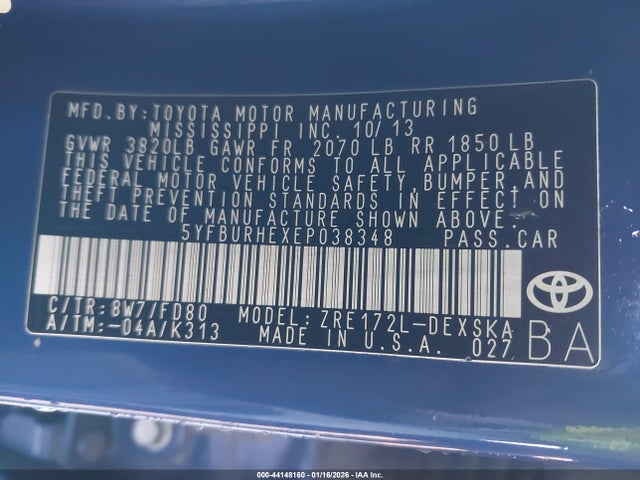 MFD. BY: TOYOTA MOTOR MANUFACTURING
MISSISSIPPI INC. 10/13
GVWR 3820LB GAWR FR 2070 LB RR 1850 LB
THIS VEHICLE CONFORMS TO ALL APPLICABLE
FEDERAL MOTOR VEHICLE SAFETY, BUMPER, AND
THEFT PREVENTION STANDARDS IN EFFECT ON
THE DATE OF MANUFACTURE SHOWN ABOVE.
5YFBURHEXEP038348 PASS.CAR
C/TR: 8W7/FD80 MODEL: ZRE172L-DEXSKA
A/TM: -04A/K313 MADE IN U.S.A. 027 BA
000-44148160 - 01/16/2026 - IAA Inc.